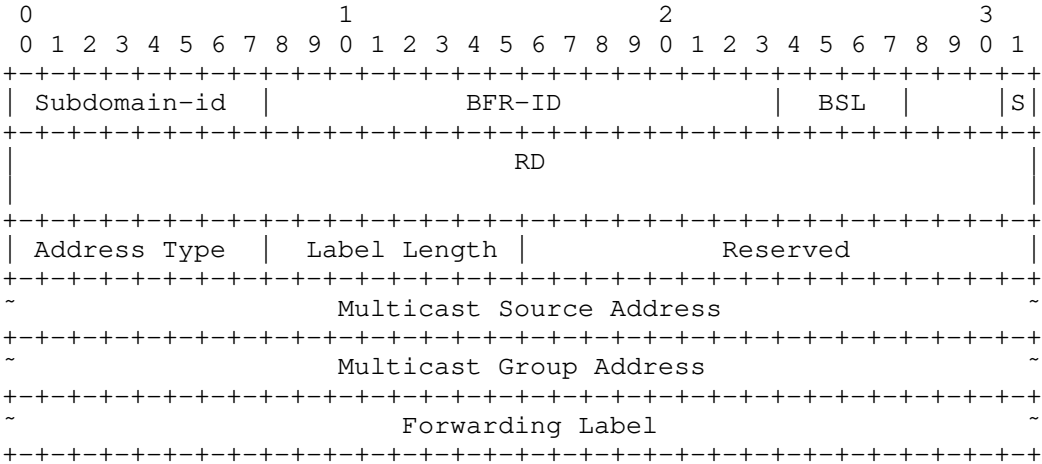 0                   1                   2                   3
 0 1 2 3 4 5 6 7 8 9 0 1 2 3 4 5 6 7 8 9 0 1 2 3 4 5 6 7 8 9 0 1
+-+-+-+-+-+-+-+-+-+-+-+-+-+-+-+-+-+-+-+-+-+-+-+-+-+-+-+-+-+-+-+-+
| Subdomain-id  |            BFR-ID             |  BSL  |     |S|
+-+-+-+-+-+-+-+-+-+-+-+-+-+-+-+-+-+-+-+-+-+-+-+-+-+-+-+-+-+-+-+-+
|                               RD                              |
|                                                               |
+-+-+-+-+-+-+-+-+-+-+-+-+-+-+-+-+-+-+-+-+-+-+-+-+-+-+-+-+-+-+-+-+
| Address Type  |  Label Length |            Reserved           |
+-+-+-+-+-+-+-+-+-+-+-+-+-+-+-+-+-+-+-+-+-+-+-+-+-+-+-+-+-+-+-+-+
~                    Multicast Source Address                   ~
+-+-+-+-+-+-+-+-+-+-+-+-+-+-+-+-+-+-+-+-+-+-+-+-+-+-+-+-+-+-+-+-+
~                    Multicast Group Address                    ~
+-+-+-+-+-+-+-+-+-+-+-+-+-+-+-+-+-+-+-+-+-+-+-+-+-+-+-+-+-+-+-+-+
~                        Forwarding Label                       ~
+-+-+-+-+-+-+-+-+-+-+-+-+-+-+-+-+-+-+-+-+-+-+-+-+-+-+-+-+-+-+-+-+